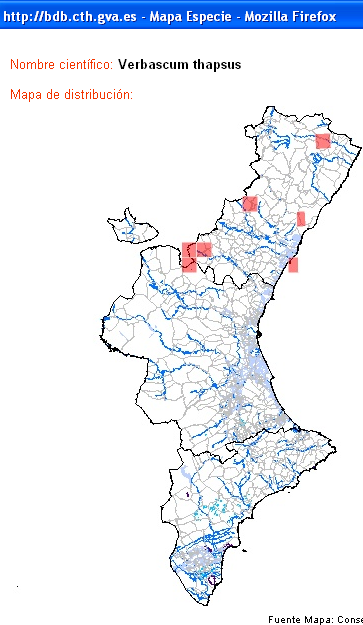 http://bdb.cth.gva.es - Mapa Especie - Mozilla Firefox
Nombre científico: Verbascum thapsus
Mapa de distribución:
Fuente Mapa: Conse